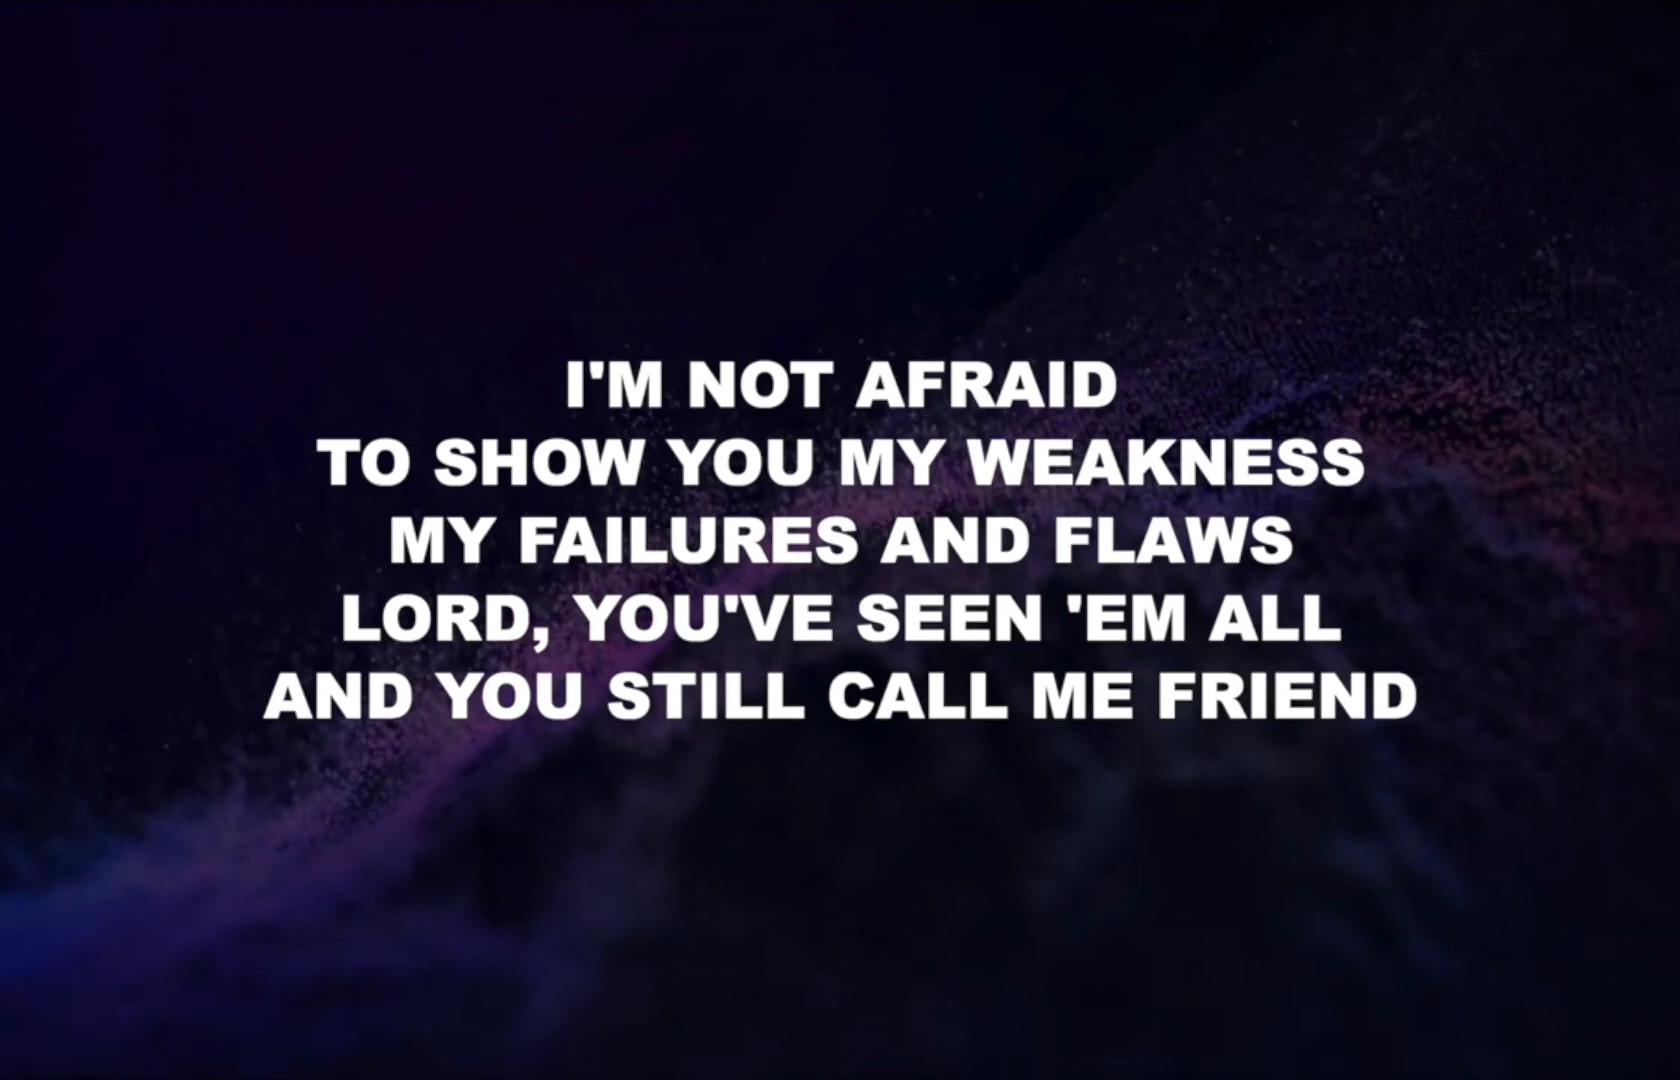 I'M NOT AFRAID
TO SHOW YOU MY WEAKNESS
MY FAILURES AND FLAWS
LORD, YOU'VE SEEN 'EM ALL
AND YOU STILL CALL ME FRIEND